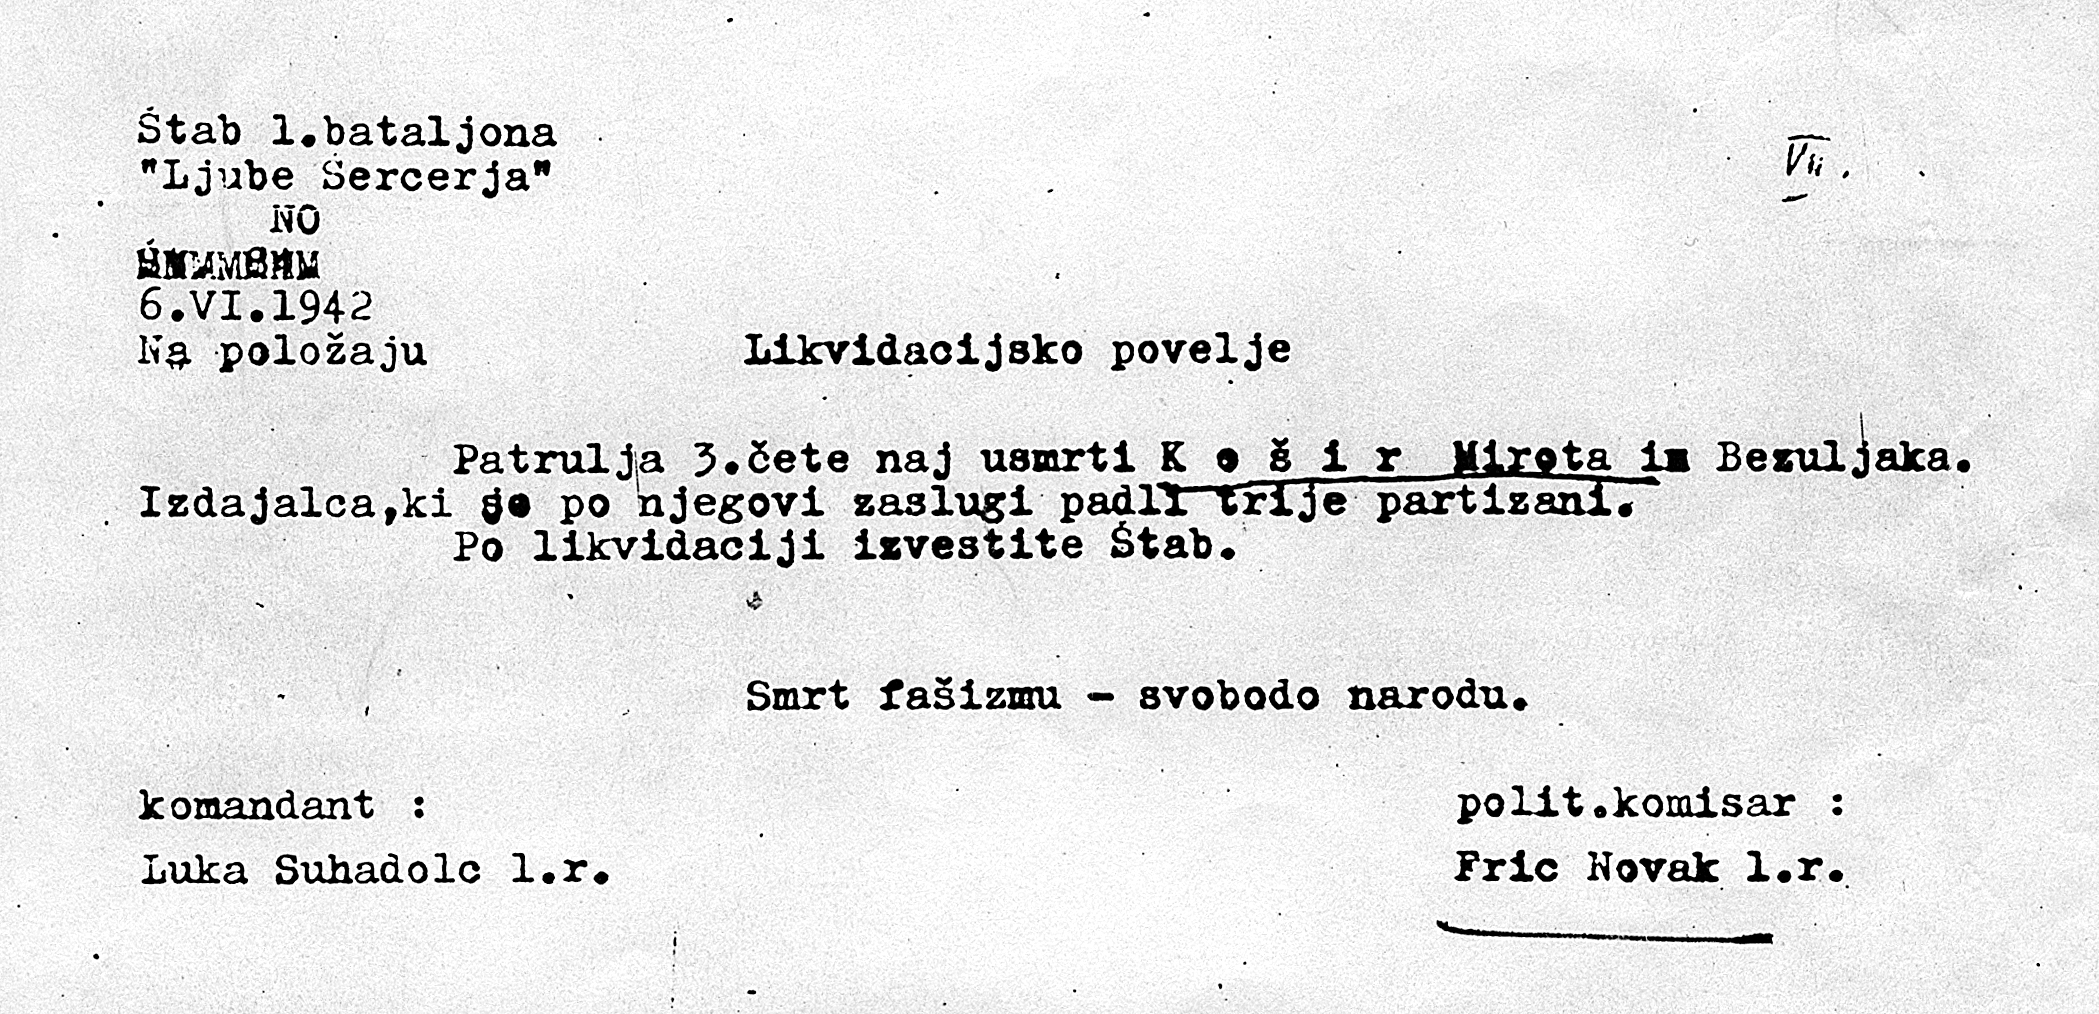 Štab 1.bataljona
"Ljube Šercerja"
NO
6.VI.1942
Na položaju
Likvidacijsko povelje
VII.
Patrulja 3.čete naj usmrti K o š i r Mirota iz Bezuljaka.
Izdajalca,ki so po njegovi zaslugi padli trije partizani.
Po likvidaciji izvestite Štab.
Smrt fašizmu - svobodo narodu.
komandant :
polit.komisar :
Luka Suhadolc l.r.
Fric Novak l.r.